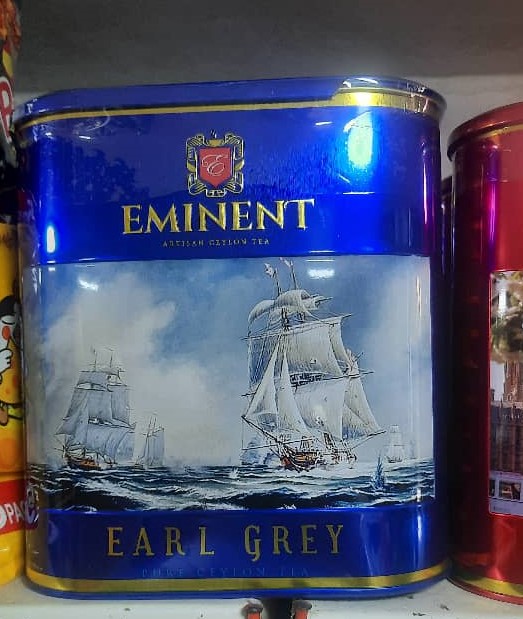 E
EMINENT
ARTISAN CEYLON TEA
EARL GREY
PURE CEYLON TEA